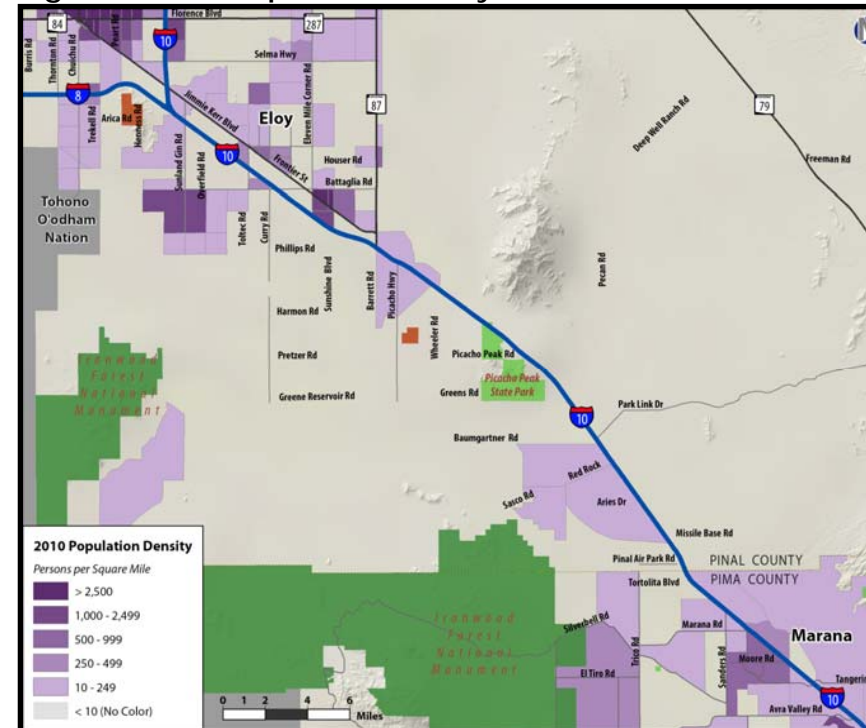 Florence Blvd
84
287
10
Burris Rd
Thornton Rd
Chuichu Rd
Peart Rd
Selma Hwy
8
Arica Rd
Trekell Rd
Henness Rd
Jimmie Kerr Blvd
Eloy
Eleven Mile Corner Rd
87
79
Deep Well Ranch Rd
Freeman Rd
Sunland Gin Rd
Overfield Rd
10
Frontier St
Houser Rd
Battaglia Rd
Tohono
O'odham
Nation
Toltec Rd
Curry Rd
Phillips Rd
Sunshine Blvd
Barrett Rd
Picacho Hwy
Pecan Rd
Harmon Rd
Wheeler Rd
Pretzer Rd
Picacho Peak Rd
Ironwood
Forest
National
Monument
Greene Reservoir Rd
Greens Rd
Picacho Peak
State Park
10
Park Link Dr
Baumgartner Rd
Red Rock
Sasco Rd
Aries Dr
Missile Base Rd
Pinal Air Park Rd
PINAL COUNTY
PIMA COUNTY
Tortolita Blvd
Silverbell Rd
Trico Rd
Marana Rd
Sanders Rd
Marana
Moore Rd
Ironwood
Forest
National
Monument
El Tiro Rd
10
Avra Valley Rd
2010 Population Density
Persons per Square Mile
> 2,500
1,000 - 2,499
500 - 999
250 - 499
10 - 249
< 10 (No Color)
0 1 2 4 6
Miles